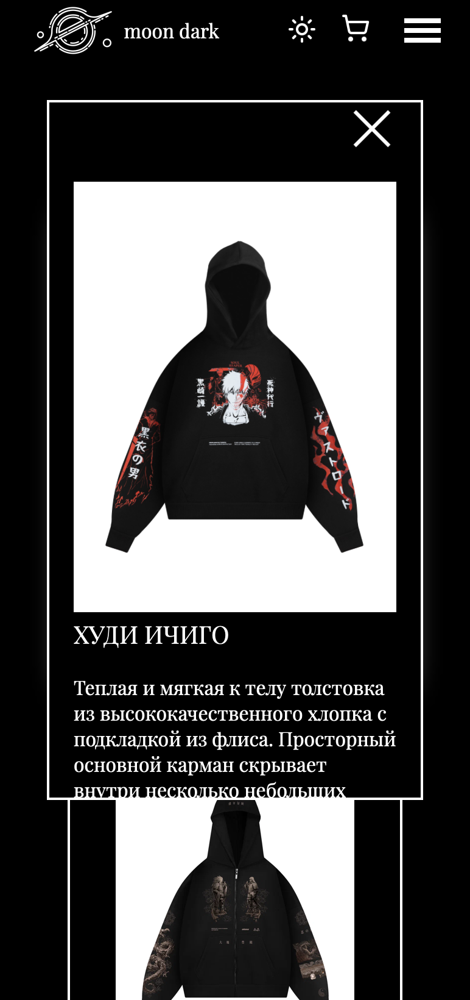 moon dark
SOUL
REAPER
黒崎一護
死神代行
黒衣の男
ヴァストローデ
ХУДИ ИЧИГО
Теплая и мягкая к телу толстовка
из высококачественного хлопка с
подкладкой из флиса. Просторный
основной карман скрывает
внутри несколько небольших